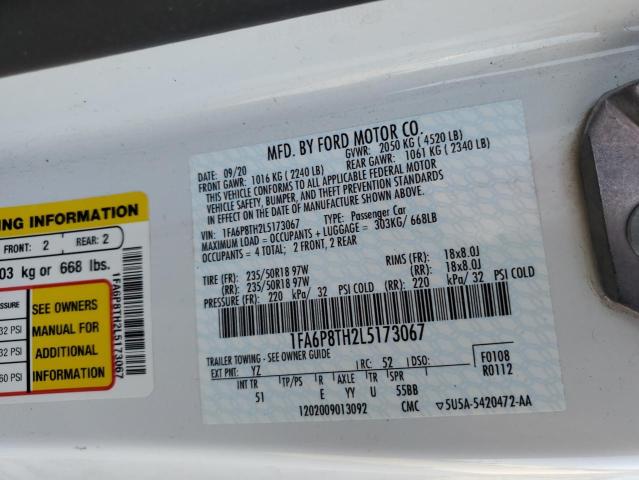 MFD. BY FORD MOTOR CO.
09/20 GVWR: 2050 KG ( 4520 LB)
FRONT GAWR: 1016 KG ( 2240 LB) REAR GAWR: 1061 KG ( 2340 LB)
THIS VEHICLE CONFORMS TO ALL APPLICABLE FEDERAL MOTOR
VEHICLE SAFETY, BUMPER, AND THEFT PREVENTION STANDARDS
IN EFFECT ON THE DATE OF MANUFACTURE SHOWN ABOVE.
VIN: 1FA6P8TH2L5173067 TYPE: Passenger Car
MAXIMUM LOAD = OCCUPANTS + LUGGAGE = 303KG/ 668LB
OCCUPANTS = 4 TOTAL; 2 FRONT, 2 REAR
TIRE (FR): 235/50R18 97W RIMS (FR): 18x8.0J
(RR): 235/50R18 97W (RR): 18x8.0J
PRESSURE (FR): 220 kPa/ 32 PSI COLD (RR): 220 kPa/ 32 PSI COLD
1FA6P8TH2L5173067
TRAILER TOWING - SEE OWNER GUIDE
EXT PNT: YZ RC: 52 DSO:
INT TR TP/PS R AXLE TR SPR
51 E YY U 55BB
F0108
R0112
1202009013092 CMC 5U5A-5420472-AA
ING INFORMATION
FRONT: 2 REAR: 2
03 kg or 668 lbs.
32 PSI
32 PSI
60 PSI
SEE OWNER'S
MANUAL FOR
ADDITIONAL
INFORMATION
1FA6P8TH2L5173067